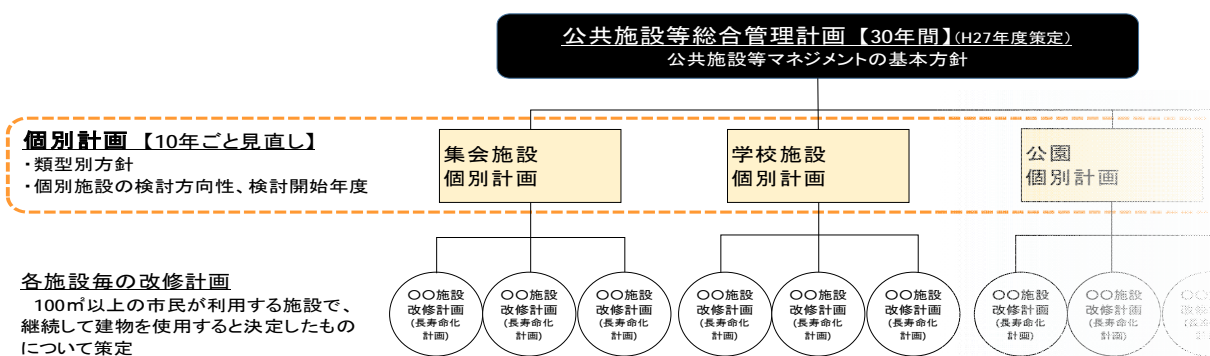 公共施設等総合管理計画 【30年間】(H27年度策定)
公共施設等マネジメントの基本方針
個別計画 【10年ごと見直し】
・類型別方針
・個別施設の検討方向性、検討開始年度
集会施設
個別計画
学校施設
個別計画
公園
個別計画
各施設毎の改修計画
100㎡以上の市民が利用する施設で、
継続して建物を使用すると決定したもの
について策定
〇〇施設
改修計画
(長寿命化
計画)
〇〇施設
改修計画
(長寿命化
計画)
〇〇施設
改修計画
(長寿命化
計画)
〇〇施設
改修計画
(長寿命化
計画)
〇〇施設
改修計画
(長寿命化
計画)
〇〇施設
改修計画
(長寿命化
計画)
〇〇施設
改修計画
(長寿命化
計画)
〇〇施設
改修計画
(長寿命化
計画)